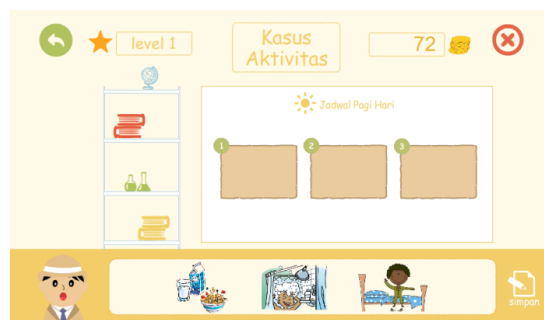 level 1
Kasus
Aktivitas
72
Jadwal Pagi Hari
1
2
3
simpan